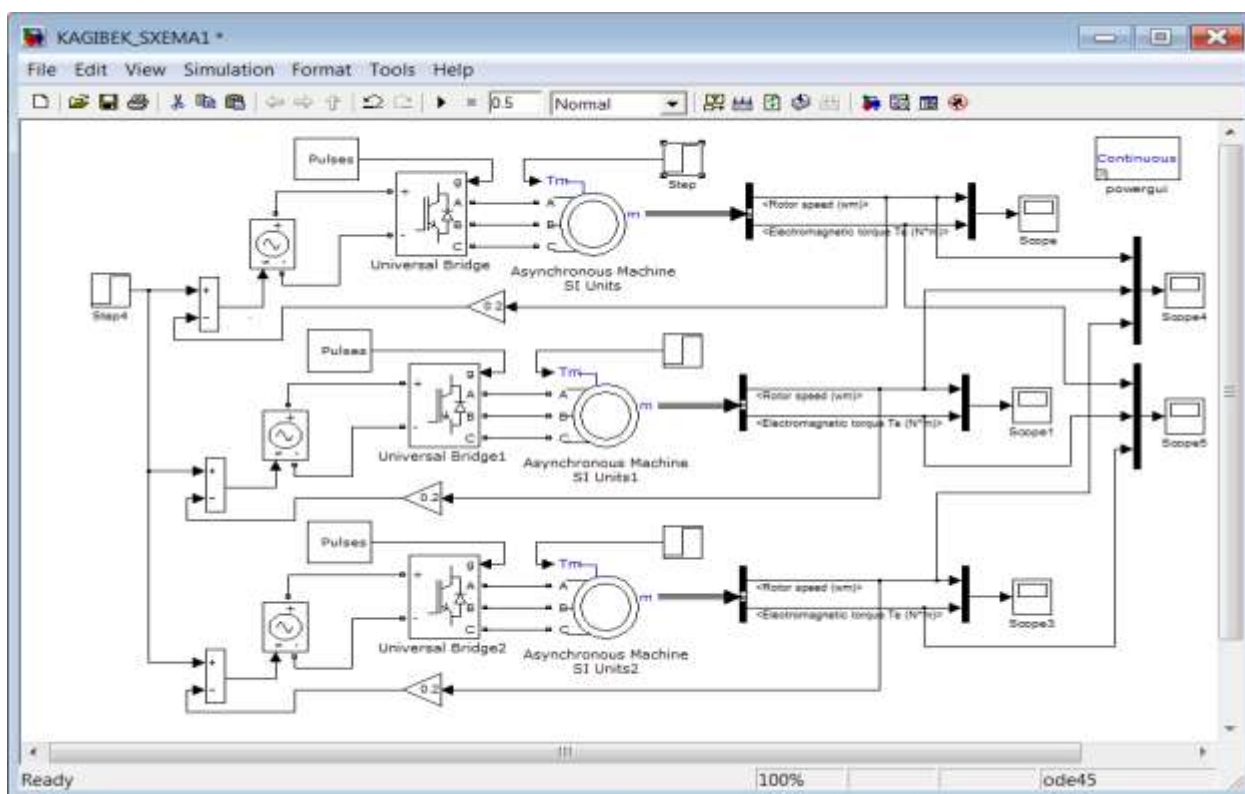 KAGIBEK_SXEMA1 *
File Edit View Simulation Format Tools Help
0.5 Normal
Pulses
Step
Continuous
powergui
g
Tm
+
A
A
m
<Rotor speed (wm)>
B
B
<Electromagnetic torque Te (N*m)>
Scope
-
C
C
Universal Bridge
Asynchronous Machine
SI Units
Step4
+
-
0.2
Scope4
Pulses
g
Tm
+
A
A
m
<Rotor speed (wm)>
B
B
<Electromagnetic torque Te (N*m)>
Scope1
Scope5
-
C
C
Universal Bridge1
Asynchronous Machine
SI Units1
+
-
0.2
Pulses
g
Tm
+
A
A
m
<Rotor speed (wm)>
B
B
<Electromagnetic torque Te (N*m)>
Scope3
-
C
C
Universal Bridge2
Asynchronous Machine
SI Units2
+
-
0.2
Ready 100% ode45